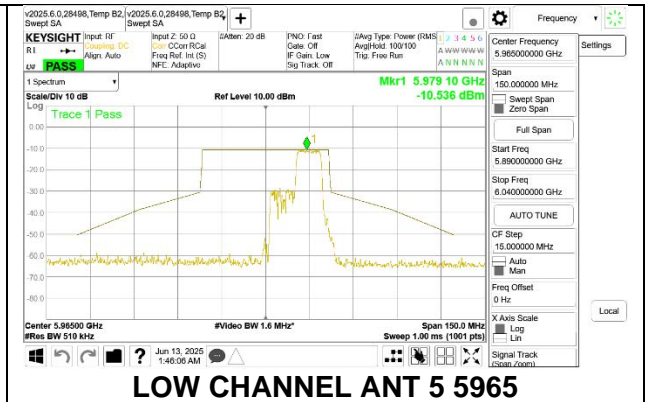 v2025.6.0,28498,Temp B2,
Swept SA
v2025.6.0,28498,Temp B2
Swept SA
Frequency
KEYSIGHT
Input: RF
Coupling: DC
Align: Auto
Input Z: 50 Ω
Corr CCorr RCal
Freq Ref: Int (S)
NFE: Adaptive
#Atten: 20 dB
PNO: Fast
Gate: Off
IF Gain: Low
Sig Track: Off
#Avg Type: Power (RMS
Avg|Hold: 100/100
Trig: Free Run
1 2 3 4 5 6
A W W W W W
A N N N N N
PASS
1 Spectrum
Scale/Div 10 dB
Log
Ref Level 10.00 dBm
Mkr1 5.979 10 GHz
-10.536 dBm
Trace 1 Pass
1
0.00
-10.0
-20.0
-30.0
-40.0
-50.0
-60.0
-70.0
-80.0
Center 5.96500 GHz
#Res BW 510 kHz
#Video BW 1.6 MHz*
Span 150.0 MHz
Sweep 1.00 ms (1001 pts)
Jun 13, 2025
1:46:06 AM
Center Frequency
5.965000000 GHz
Settings
Span
150.000000 MHz
Swept Span
Zero Span
Full Span
Start Freq
5.890000000 GHz
Stop Freq
6.040000000 GHz
AUTO TUNE
CF Step
15.000000 MHz
Auto
Man
Freq Offset
0 Hz
X Axis Scale
Log
Lin
Local
Signal Track
(Span Zoom)
LOW CHANNEL ANT 5 5965